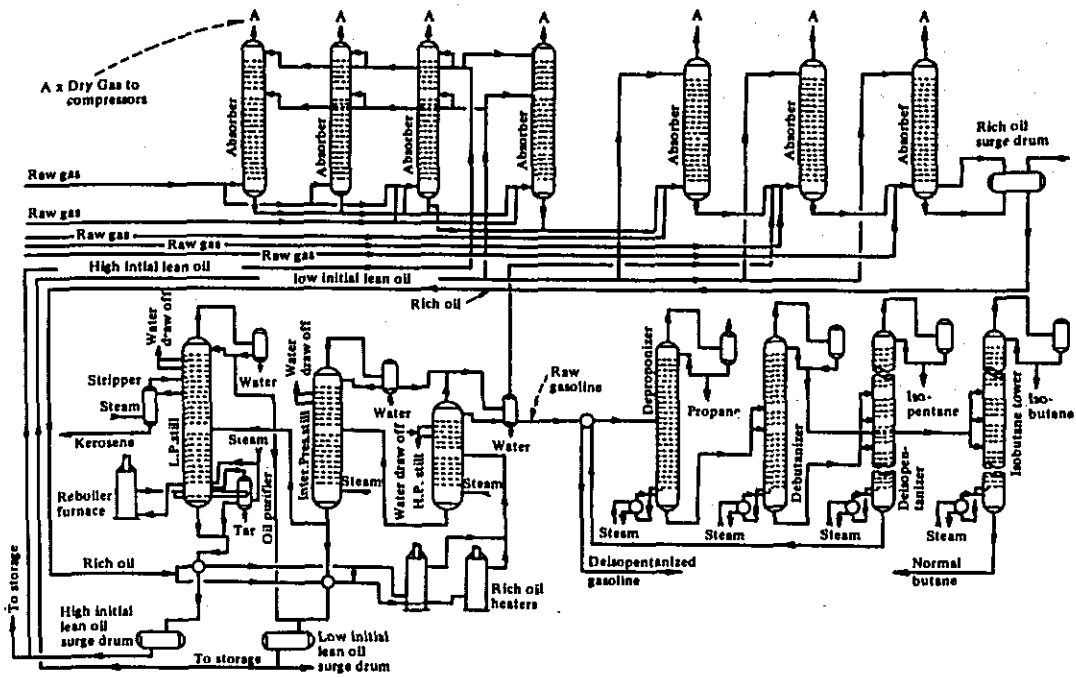 A
A
A
A
A
A
A
A x Dry Gas to
compressors
Absorber
Absorber
Absorber
Absorber
Absorber
Absorber
Absorbef
Rich oil
surge drum
Raw gas
Raw gas
Raw gas
Raw gas
Raw gas
High intial lean oil
low initial lean oil
Rich oil
Water
draw off
Stripper
Steam
Kerosene
L.P. still
Water
Steam
Reboiler
furnace
Tar
Oil purifier
Water
draw off
Inter.Pres. still
Water
Steam
Water draw off
H.P. still
Steam
Water
Raw
gasoline
Deproponizer
Propane
Steam
Debutanizer
Steam
Iso-
pentane
Deisopen-
tanizer
Steam
Isobutane tower
Iso-
butane
Steam
Rich oil
To storage
High initial
lean oil
surge drum
To storage
Low initial
lean oil
surge drum
Rich oil
heaters
Deisopentanized
gasoline
Normal
butane